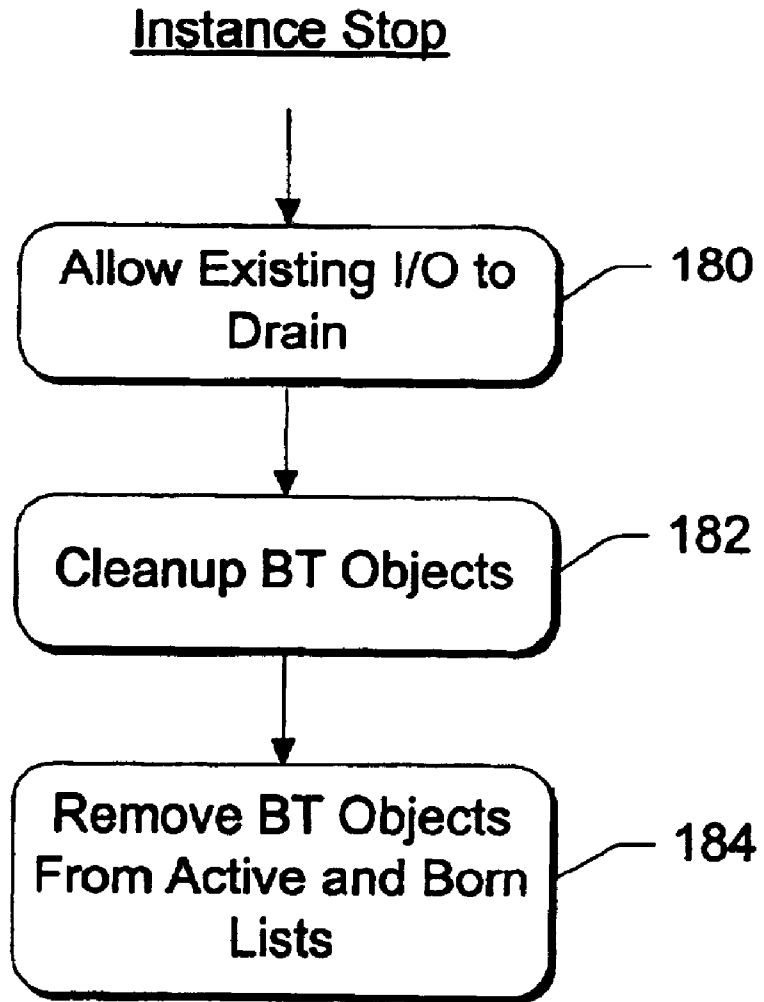 Instance Stop
Allow Existing I/O to
Drain
180
Cleanup BT Objects
182
Remove BT Objects
From Active and Born
Lists
184